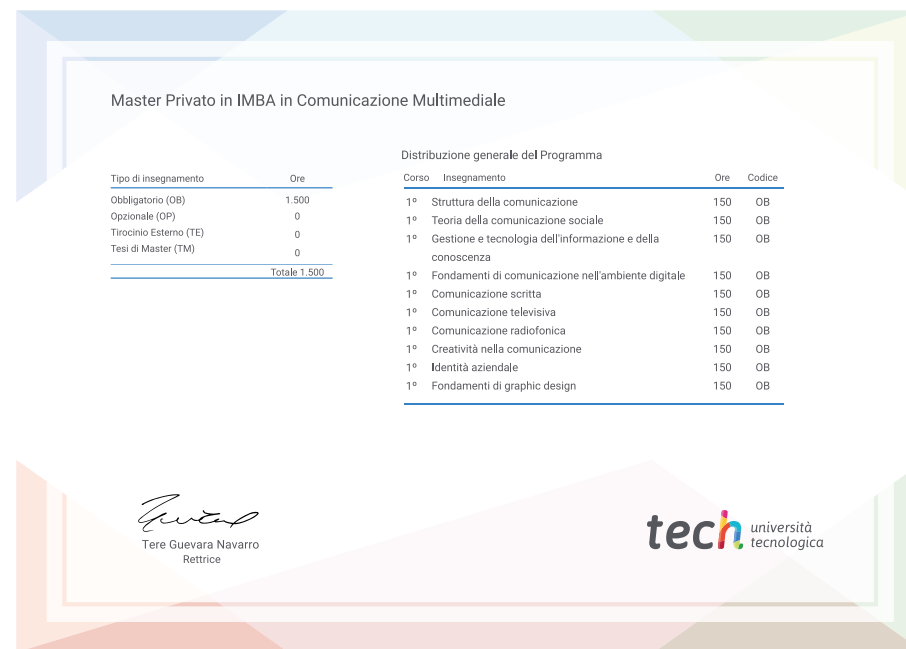 Master Privato in IMBA in Comunicazione Multimediale
Tipo di insegnamento Ore
Obbligatorio (OB) 1.500
Opzionale (OP) 0
Tirocinio Esterno (TE) 0
Tesi di Master (TM) 0
Totale 1.500
Distribuzione generale del Programma
Corso Insegnamento Ore Codice
1º Struttura della comunicazione 150 OB
1º Teoria della comunicazione sociale 150 OB
1º Gestione e tecnologia dell'informazione e della 150 OB
conoscenza
1º Fondamenti di comunicazione nell'ambiente digitale 150 OB
1º Comunicazione scritta 150 OB
1º Comunicazione televisiva 150 OB
1º Comunicazione radiofonica 150 OB
1º Creatività nella comunicazione 150 OB
1º Identità aziendale 150 OB
1º Fondamenti di graphic design 150 OB
Tere Guevara Navarro
Rettrice
tech università
tecnologica